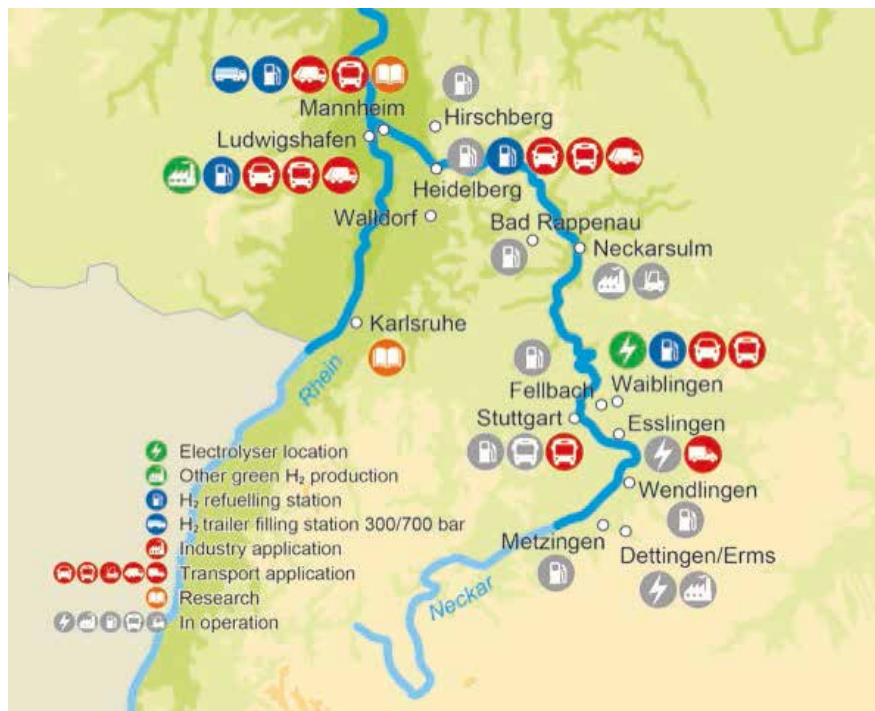 Mannheim
Hirschberg
Ludwigshafen
Heidelberg
Walldorf
Bad Rappenau
Neckarsulm
Karlsruhe
Rhein
Fellbach
Waiblingen
Stuttgart
Esslingen
Wendlingen
Metzingen
Dettingen/Erms
Neckar
Electrolyser location
Other green H₂ production
H₂ refuelling station
H₂ trailer filling station 300/700 bar
Industry application
Transport application
Research
In operation